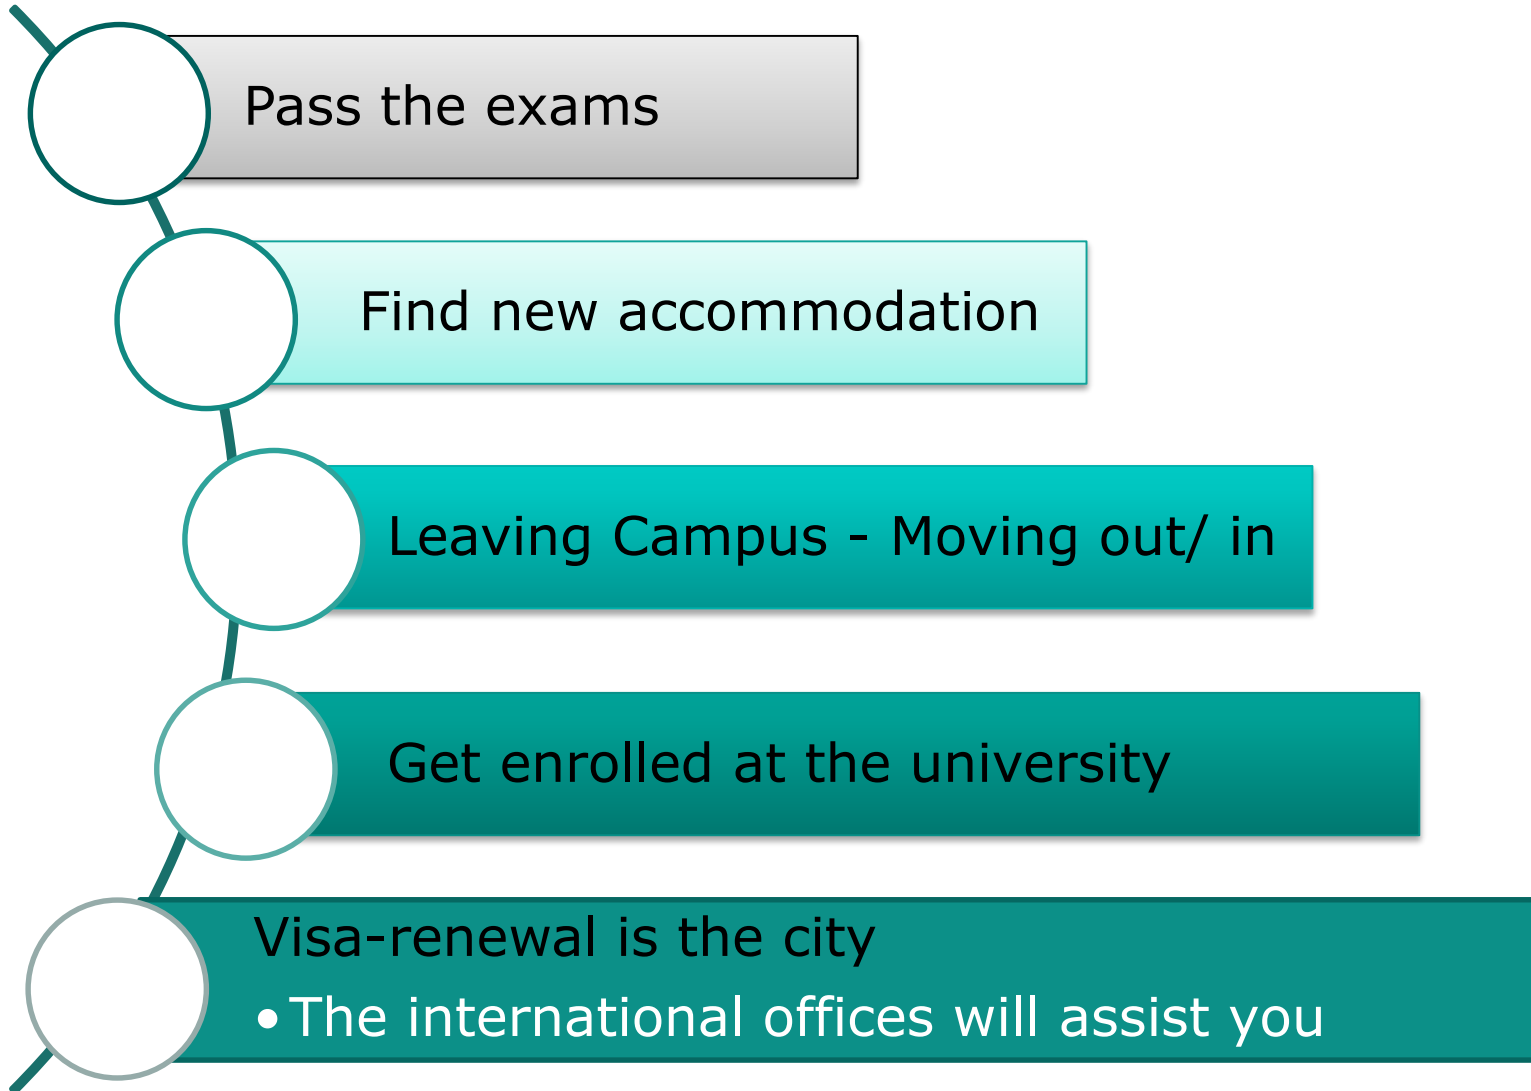 Pass the exams
Find new accommodation
Leaving Campus - Moving out/ in
Get enrolled at the university
Visa-renewal is the city
•The international offices will assist you